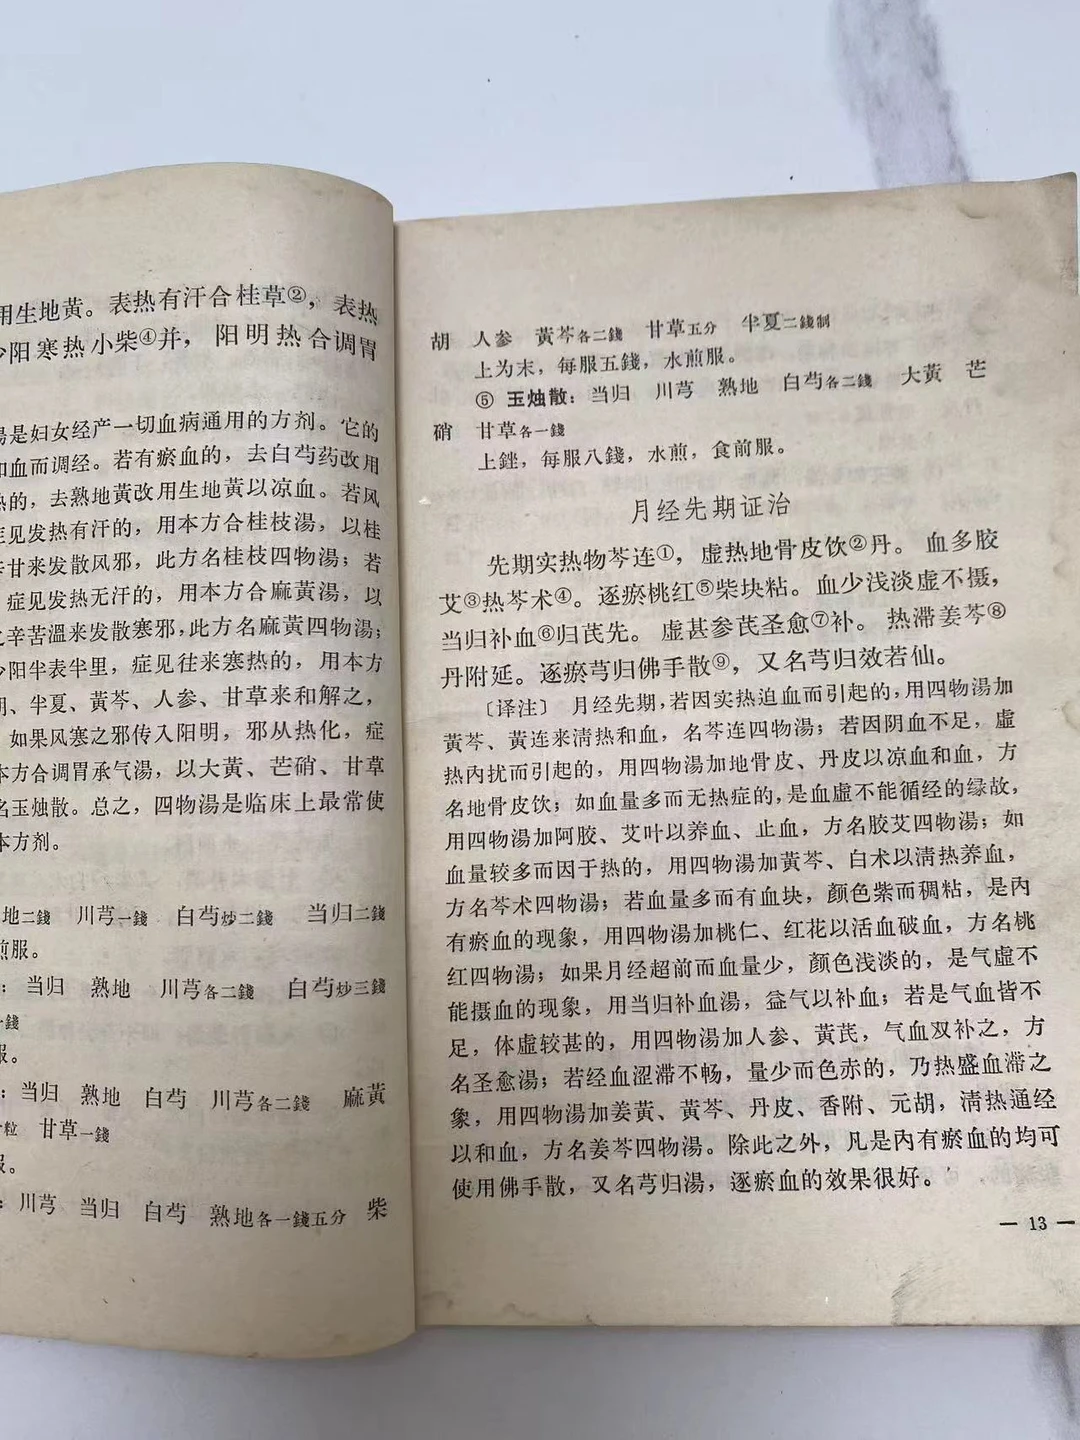 用生地黄。表热有汗合桂草②，表热
少阳寒热小柴④并，阳明热合调胃
湯是妇女经产一切血病通用的方剂。它的
和血而调经。若有瘀血的，去白芍药改用
热的，去熟地黃改用生地黃以凉血。若风
症见发热有汗的，用本方合桂枝湯，以桂
甘来发散风邪，此方名桂枝四物湯；若
症见发热无汗的，用本方合麻黃湯，以
之辛苦溫来发散寒邪，此方名麻黃四物湯；
少阳半表半里，症见往来寒热的，用本方
胡、半夏、黃芩、人参、甘草来和解之，
如果风寒之邪传入阳明，邪从热化，症
本方合调胃承气湯，以大黃、芒硝、甘草
名玉烛散。总之，四物湯是临床上最常使
本方剂。
地二錢　川芎一錢　白芍炒二錢　当归二錢
煎服。
：当归　熟地　川芎各二錢　白芍炒三錢
一錢
服。
：当归　熟地　白芍　川芎各二錢　麻黃
粒　甘草一錢
服。
：川芎　当归　白芍　熟地各一錢五分　柴
胡　人参　黃芩各二錢　甘草五分　半夏二錢制
上为末，每服五錢，水煎服。
⑤ 玉烛散：当归　川芎　熟地　白芍各二錢　大黃　芒
硝　甘草各一錢
上銼，每服八錢，水煎，食前服。
月经先期证治
先期实热物芩连①，虚热地骨皮饮②丹。血多胶
艾③热芩术④。逐瘀桃红⑤柴块粘。血少浅淡虚不摄，
当归补血⑥归芪先。虚甚参芪圣愈⑦补。热滞姜芩⑧
丹附延。逐瘀芎归佛手散⑨，又名芎归效若仙。
〔译注〕月经先期，若因实热迫血而引起的，用四物湯加
黃芩、黃连来淸热和血，名芩连四物湯；若因阴血不足，虛
热內扰而引起的，用四物湯加地骨皮、丹皮以凉血和血，方
名地骨皮饮；如血量多而无热症的，是血虛不能循经的缘故，
用四物湯加阿胶、艾叶以养血、止血，方名胶艾四物湯；如
血量较多而因于热的，用四物湯加黃芩、白术以淸热养血，
方名芩术四物湯；若血量多而有血块，颜色紫而稠粘，是內
有瘀血的现象，用四物湯加桃仁、红花以活血破血，方名桃
红四物湯；如果月经超前而血量少，颜色浅淡的，是气虛不
能摄血的现象，用当归补血湯，益气以补血；若是气血皆不
足，体虛较甚的，用四物湯加人参、黃芪，气血双补之，方
名圣愈湯；若经血涩滞不畅，量少而色赤的，乃热盛血滞之
象，用四物湯加姜黃、黃芩、丹皮、香附、元胡，淸热通经
以和血，方名姜芩四物湯。除此之外，凡是內有瘀血的均可
使用佛手散，又名芎归湯，逐瘀血的效果很好。
— 13 —